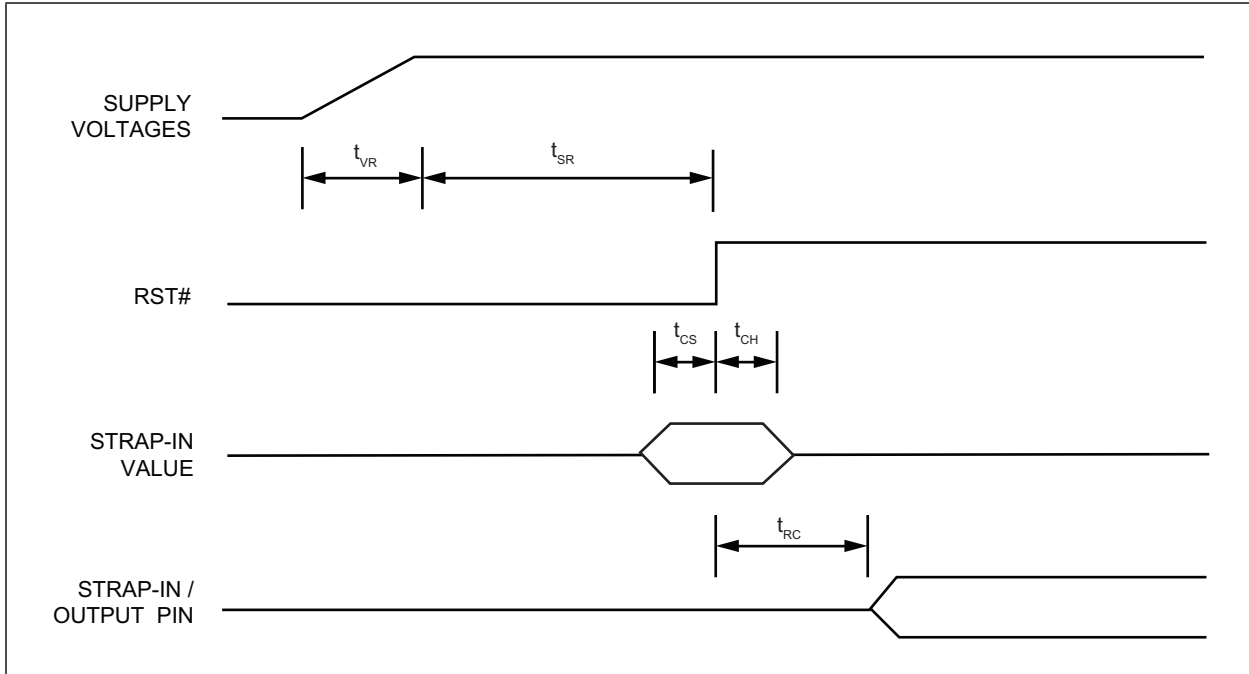 SUPPLY
VOLTAGES
tVR
tSR
RST#
tCS
tCH
STRAP-IN
VALUE
tRC
STRAP-IN /
OUTPUT PIN